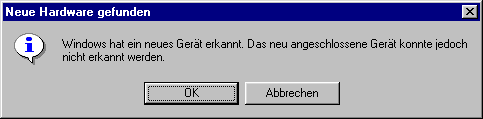 Neue Hardware gefunden
Windows hat ein neues Gerät erkannt. Das neu angeschlossene Gerät konnte jedoch
nicht erkannt werden.
OK
Abbrechen